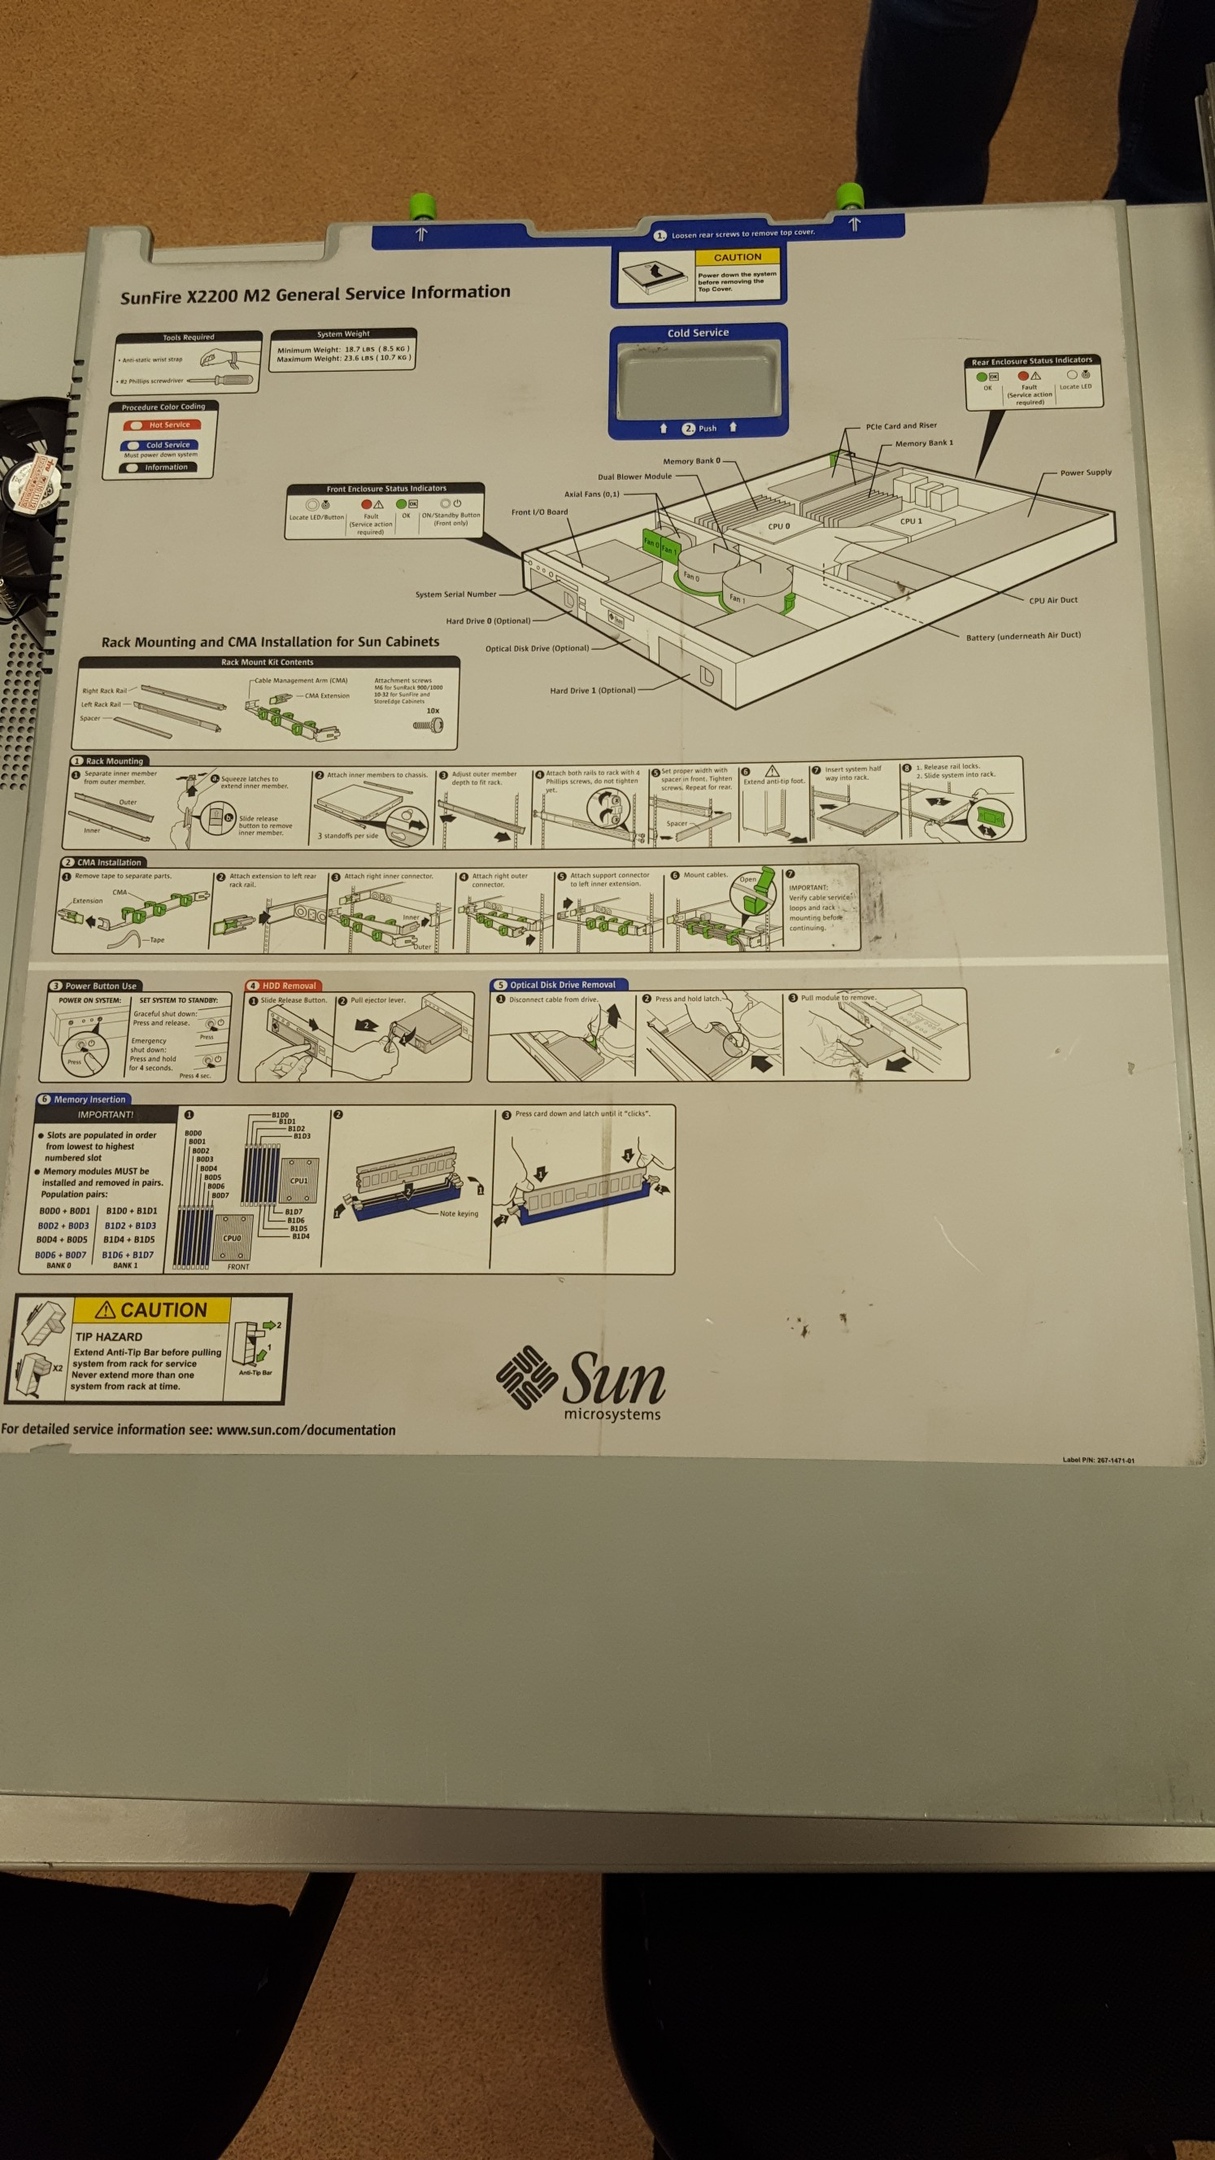 1. Loosen rear screws to remove top cover.
CAUTION
Power down the system
before removing the
Top Cover.
SunFire X2200 M2 General Service Information
Tools Required
• Anti-static wrist strap
• #2 Phillips screwdriver
System Weight
Minimum Weight: 18.7 LBS ( 8.5 KG )
Maximum Weight: 23.6 LBS ( 10.7 KG )
Cold Service
2. Push
Procedure Color Coding
Hot Service
Cold Service
Must power down system
Information
Rear Enclosure Status Indicators
OK
OK
Fault
(Service action
required)
Locate LED
Front Enclosure Status Indicators
Locate LED/Button
Fault
(Service action
required)
OK
OK
ON/Standby Button
(Front only)
PCIe Card and Riser
Memory Bank 1
Memory Bank 0
Power Supply
Dual Blower Module
Axial Fans (0,1)
Front I/O Board
CPU 0
CPU 1
Fan 0
Fan 1
Fan 0
Fan 1
System Serial Number
CPU Air Duct
Hard Drive 0 (Optional)
Battery (underneath Air Duct)
Optical Disk Drive (Optional)
Hard Drive 1 (Optional)
Rack Mounting and CMA Installation for Sun Cabinets
Rack Mount Kit Contents
Right Rack Rail
Left Rack Rail
Spacer
Cable Management Arm (CMA)
CMA Extension
Attachment screws
M6 for SunRack 900/1000
10-32 for SunFire and
StorEdge Cabinets
10x
1 Rack Mounting
1 Separate inner member
from outer member.
Outer
Inner
a. Squeeze latches to
extend inner member.
b. Slide release
button to remove
inner member.
2 Attach inner members to chassis.
3 standoffs per side
3 Adjust outer member
depth to fit rack.
4 Attach both rails to rack with 4
Phillips screws, do not tighten
yet.
5 Set proper width with
spacer in front. Tighten
screws. Repeat for rear.
Spacer
6
Extend anti-tip foot.
7 Insert system half
way into rack.
8 1. Release rail locks.
2. Slide system into rack.
2 CMA Installation
1 Remove tape to separate parts.
CMA
Extension
Tape
2 Attach extension to left rear
rack rail.
3 Attach right inner connector.
Inner
Outer
4 Attach right outer
connector.
5 Attach support connector
to left inner extension.
6 Mount cables.
Open
7
IMPORTANT:
Verify cable service
loops and rack
mounting before
continuing.
3 Power Button Use
POWER ON SYSTEM:
Press
SET SYSTEM TO STANDBY:
Graceful shut down:
Press and release.
Press
Emergency
shut down:
Press and hold
for 4 seconds.
Press 4 sec.
4 HDD Removal
1 Slide Release Button.
2 Pull ejector lever.
1
2
5 Optical Disk Drive Removal
1 Disconnect cable from drive.
2 Press and hold latch.
3 Pull module to remove.
6 Memory Insertion
IMPORTANT!
● Slots are populated in order
from lowest to highest
numbered slot
● Memory modules MUST be
installed and removed in pairs.
Population pairs:
B0D0 + B0D1 B1D0 + B1D1
B0D2 + B0D3 B1D2 + B1D3
B0D4 + B0D5 B1D4 + B1D5
B0D6 + B0D7 B1D6 + B1D7
BANK 0 BANK 1
1
B0D0
B0D1
B0D2
B0D3
B0D4
B0D5
B0D6
B0D7
B1D0
B1D1
B1D2
B1D3
CPU1
B1D7
B1D6
B1D5
B1D4
CPU0
FRONT
2
1
2
1
Note keying
3 Press card down and latch until it "clicks".
1
1
2
2
CAUTION
TIP HAZARD
Extend Anti-Tip Bar before pulling
system from rack for service
Never extend more than one
system from rack at time.
X2
2
1
Anti-Tip Bar
Sun
microsystems
For detailed service information see: www.sun.com/documentation
Label P/N: 267-1471-01